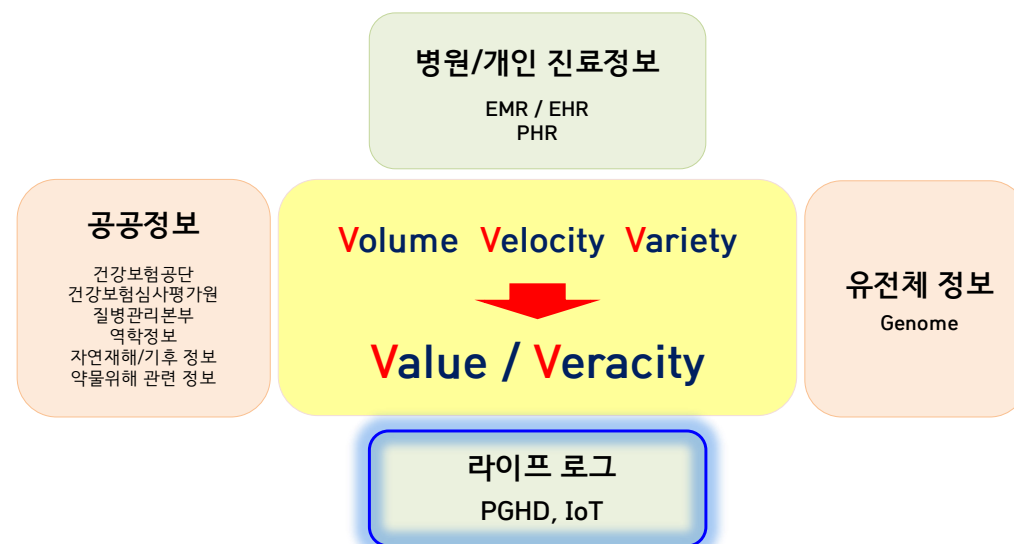 병원/개인 진료정보
EMR / EHR
PHR
공공정보
건강보험공단
건강보험심사평가원
질병관리본부
역학정보
자연재해/기후 정보
약물위해 관련 정보
Volume Velocity Variety
Value / Veracity
유전체 정보
Genome
라이프 로그
PGHD, IoT